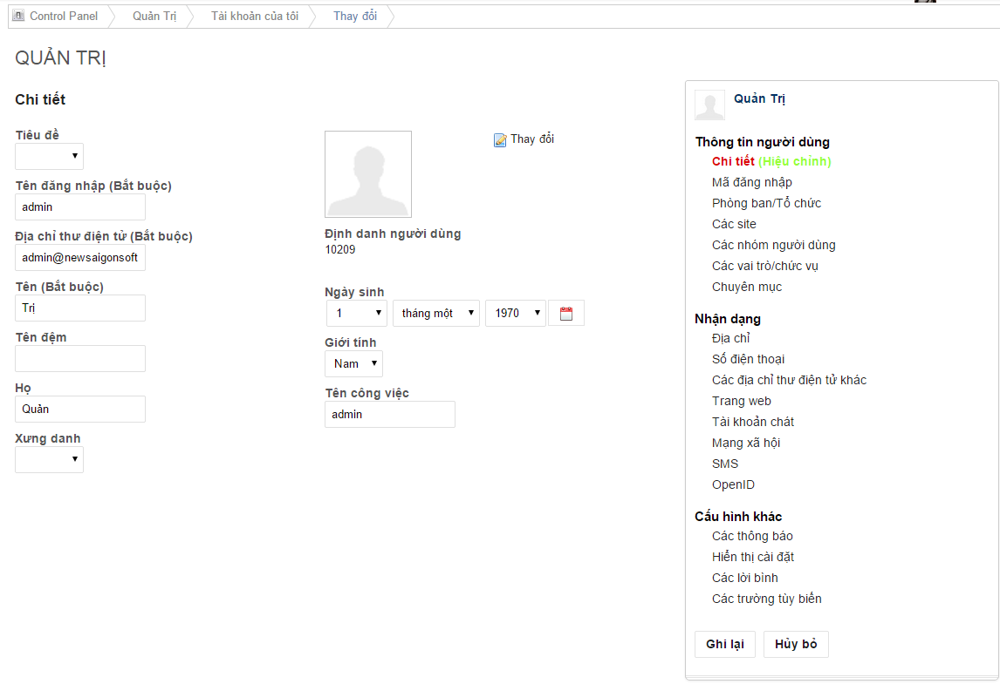 Control Panel Quản Trị Tài khoản của tôi Thay đổi
QUẢN TRỊ
Chi tiết
Tiêu đề
Tên đăng nhập (Bắt buộc)
admin
Địa chỉ thư điện tử (Bắt buộc)
admin@newsaigonsoft
Tên (Bắt buộc)
Trị
Tên đệm
Họ
Quản
Xưng danh
Thay đổi
Định danh người dùng
10209
Ngày sinh
1 tháng một 1970
Giới tính
Nam
Tên công việc
admin
Quản Trị
Thông tin người dùng
Chi tiết (Hiệu chỉnh)
Mã đăng nhập
Phòng ban/Tổ chức
Các site
Các nhóm người dùng
Các vai trò/chức vụ
Chuyên mục
Nhận dạng
Địa chỉ
Số điện thoại
Các địa chỉ thư điện tử khác
Trang web
Tài khoản chát
Mạng xã hội
SMS
OpenID
Cấu hình khác
Các thông báo
Hiển thị cài đặt
Các lời bình
Các trường tùy biến
Ghi lại Hủy bỏ